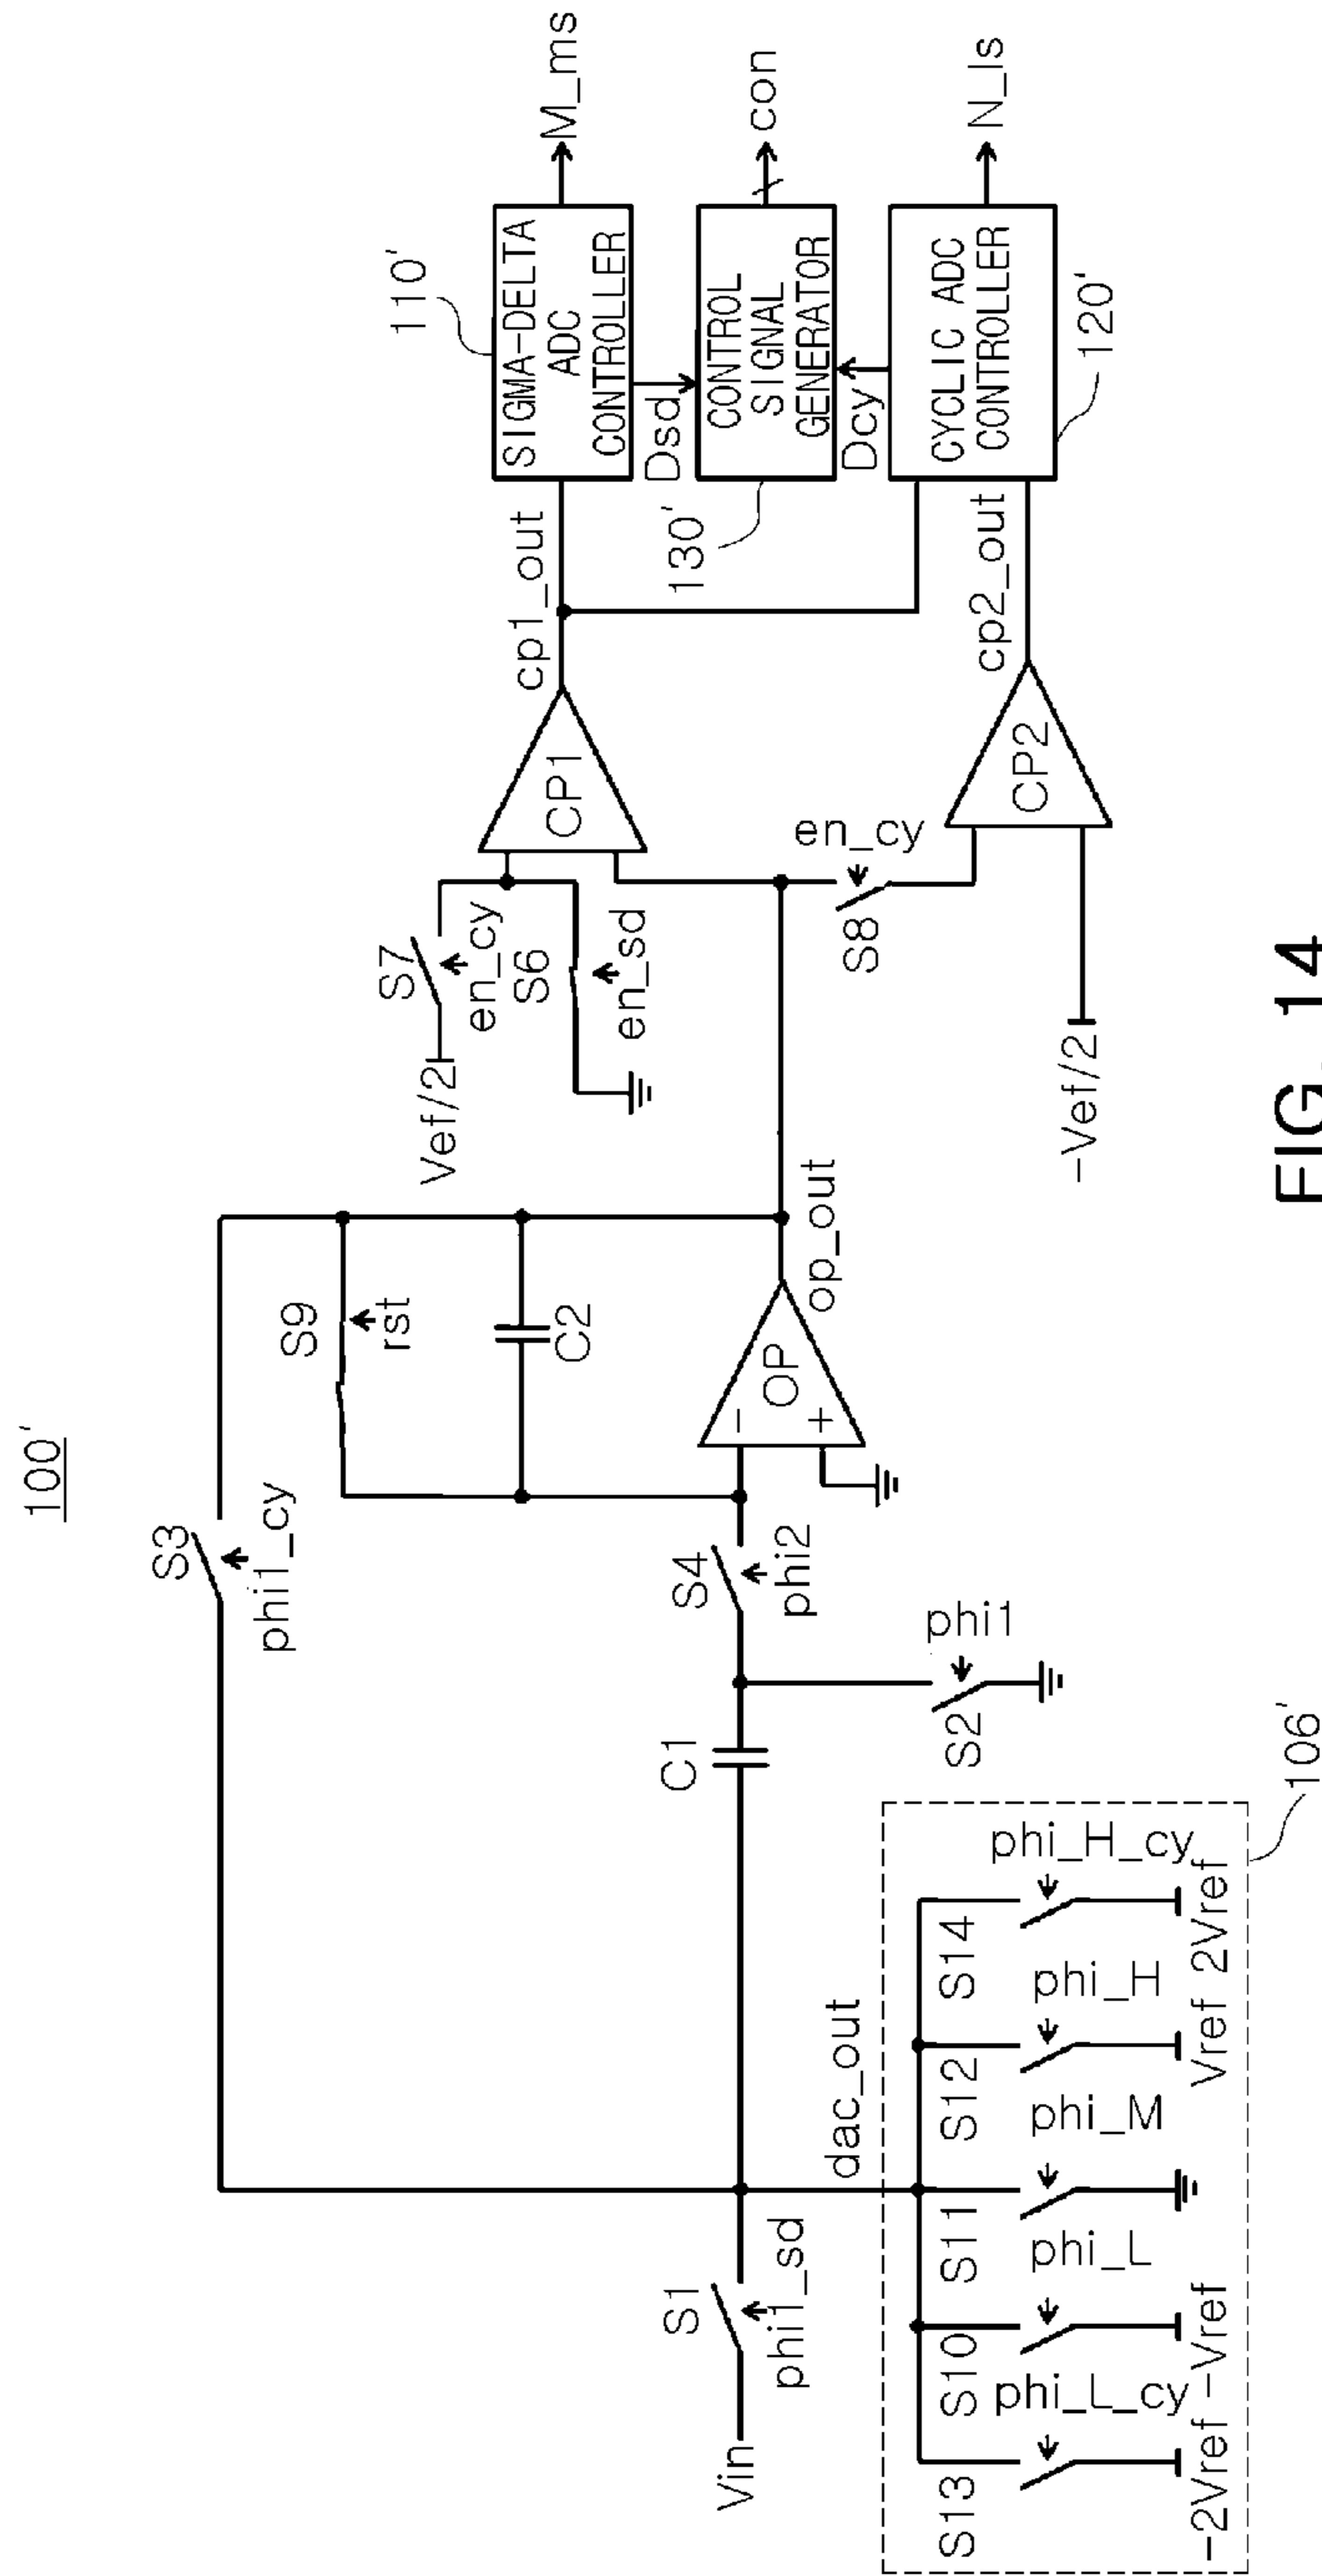 100'
S3
phi1_cy
S9
rst
C2
OP
-
+
op_out
Vin
S1
phi1_sd
C1
S4
phi2
S2
phi1
dac_out
S13
phi_L_cy
-2Vref
S10
phi_L
-Vref
S11
phi_M
S12
phi_H
Vref
S14
phi_H_cy
2Vref
106'
Vef/2
S7
en_cy
S6
en_sd
CP1
cp1_out
S8
en_cy
-Vef/2
CP2
cp2_out
110'
SIGMA-DELTA
ADC
CONTROLLER
M_ms
Dsd
130'
CONTROL
SIGNAL
GENERATOR
con
Dcy
CYCLIC ADC
CONTROLLER
120'
N_ls
FIG. 14